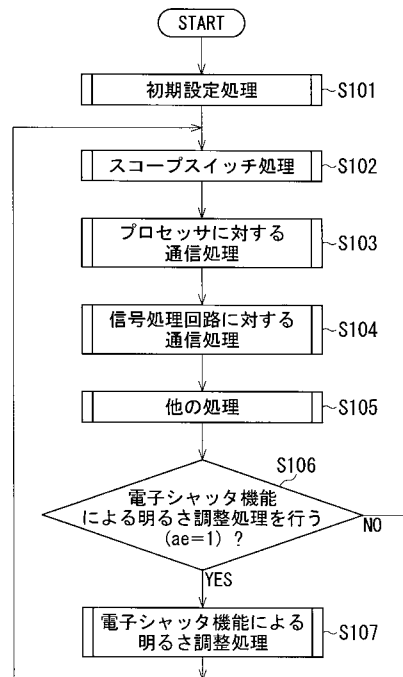 START
初期設定処理
S101
スコープスイッチ処理
S102
プロセッサに対する
通信処理
S103
信号処理回路に対する
通信処理
S104
他の処理
S105
S106
電子シャッタ機能
による明るさ調整処理を行う
(ae=1) ?
NO
YES
電子シャッタ機能による
明るさ調整処理
S107